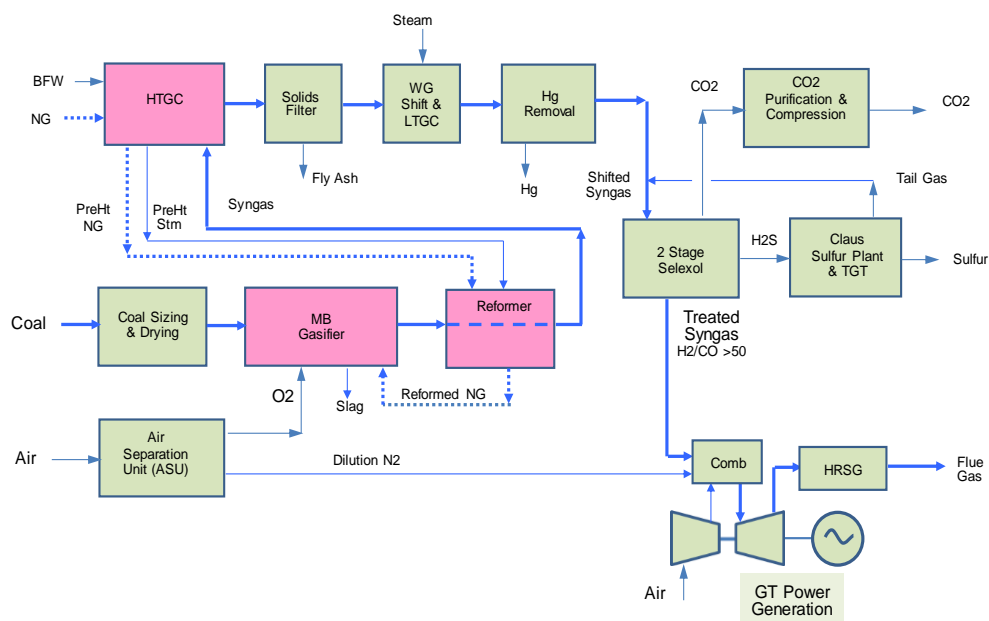 Steam
BFW
NG
HTGC
Solids
Filter
WG
Shift &
LTGC
Hg
Removal
CO2
CO2
Purification &
Compression
CO2
Fly Ash
Hg
Shifted
Syngas
Tail Gas
PreHt
NG
PreHt
Stm
Syngas
2 Stage
Selexol
H2S
Claus
Sulfur Plant
& TGT
Sulfur
Coal
Coal Sizing
& Drying
MB
Gasifier
Reformer
Treated
Syngas
H2/CO >50
O2
Slag
Reformed NG
Air
Air
Separation
Unit (ASU)
Dilution N2
Comb
HRSG
Flue
Gas
Air
GT Power
Generation